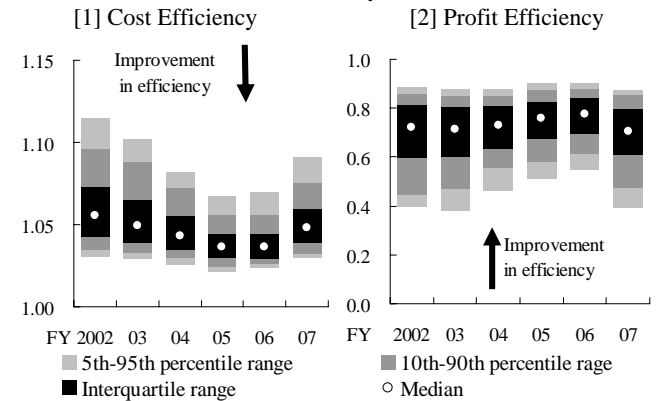 [1] Cost Efficiency
[2] Profit Efficiency
1.15
1.10
1.05
1.00
Improvement
in efficiency
FY 2002 03 04 05 06 07
1.0
0.8
0.6
0.4
0.2
0.0
Improvement
in efficiency
FY 2002 03 04 05 06 07
5th-95th percentile range
10th-90th percentile rage
Interquartile range
Median